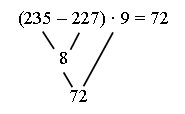 (235 – 227) · 9 = 72
8
72